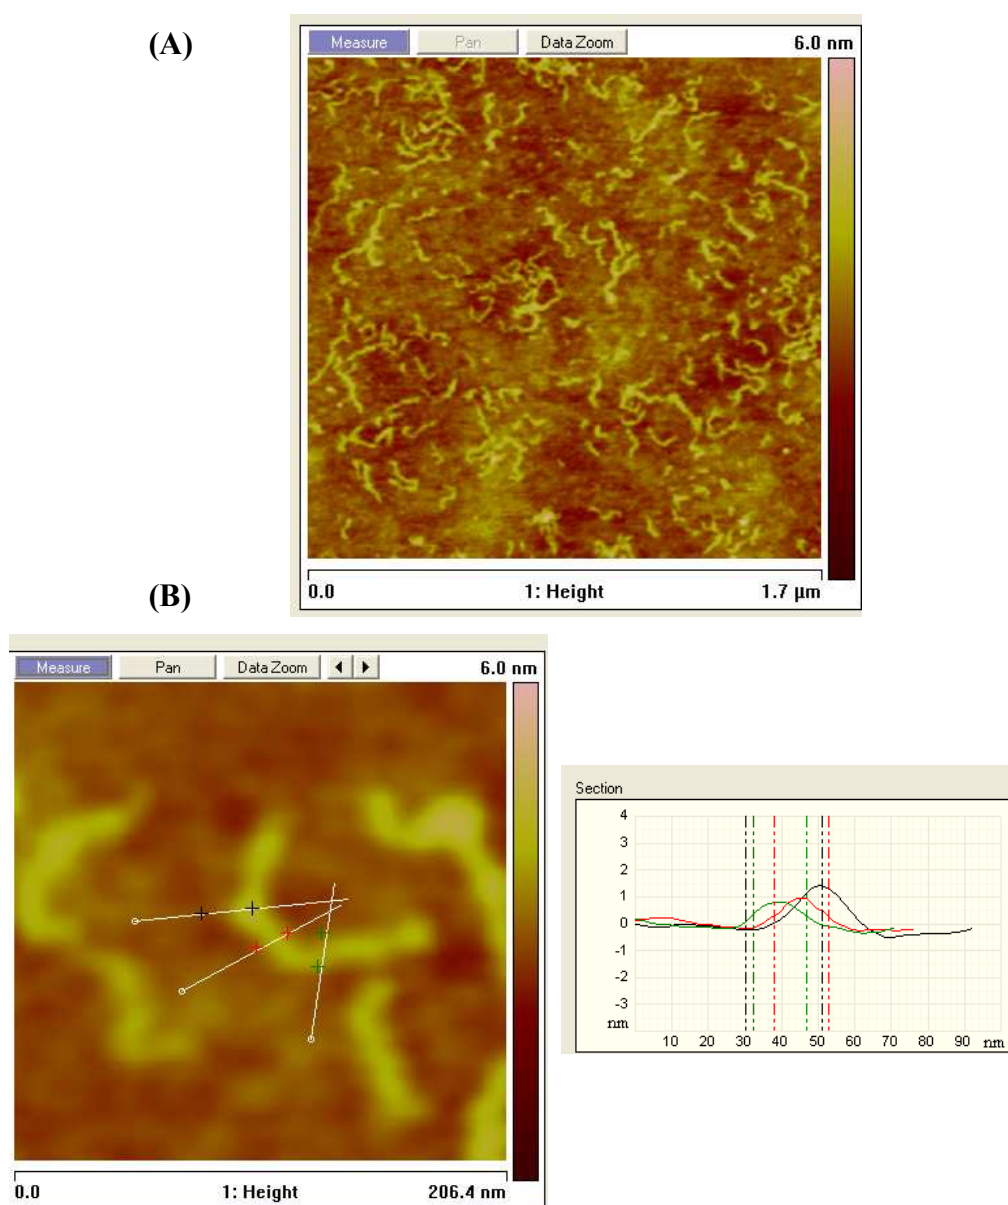 (A)
Measure Pan Data Zoom 6.0 nm
0.0 1: Height 1.7 µm
(B)
Measure Pan Data Zoom 6.0 nm
0.0 1: Height 206.4 nm
Section
4
3
2
1
0
-1
-2
-3
nm
10 20 30 40 50 60 70 80 90 nm